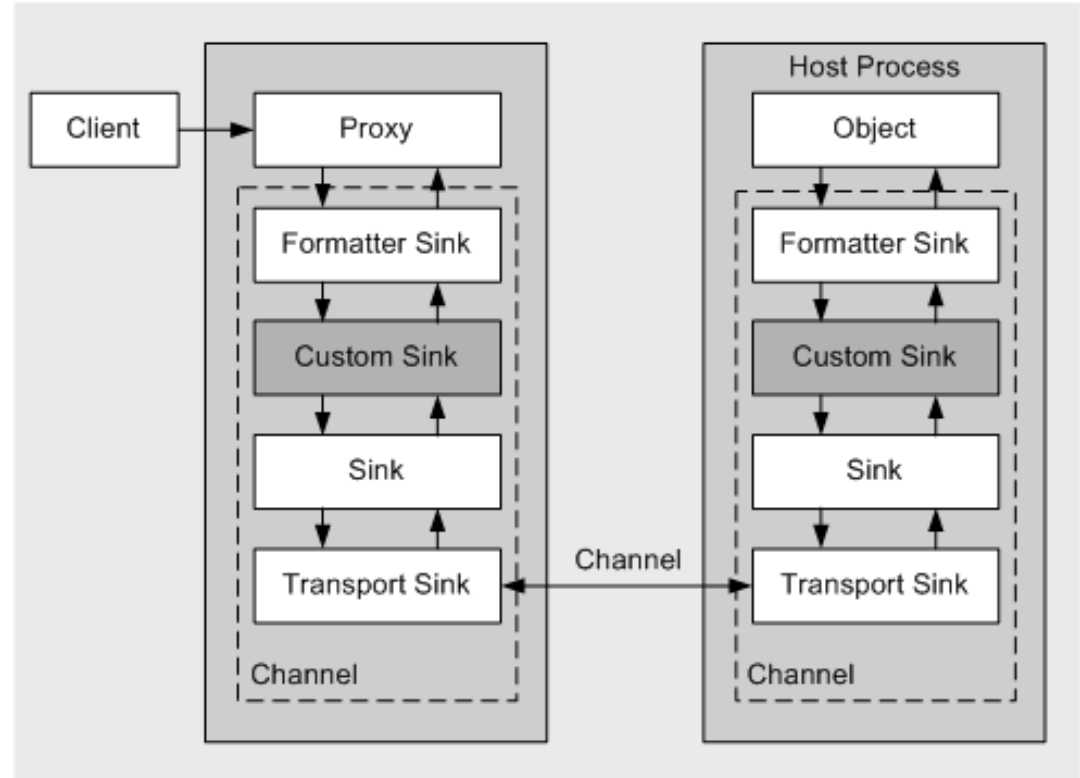 Host Process
Client
Proxy
Object
Formatter Sink
Formatter Sink
Custom Sink
Custom Sink
Sink
Sink
Channel
Transport Sink
Transport Sink
Channel
Channel